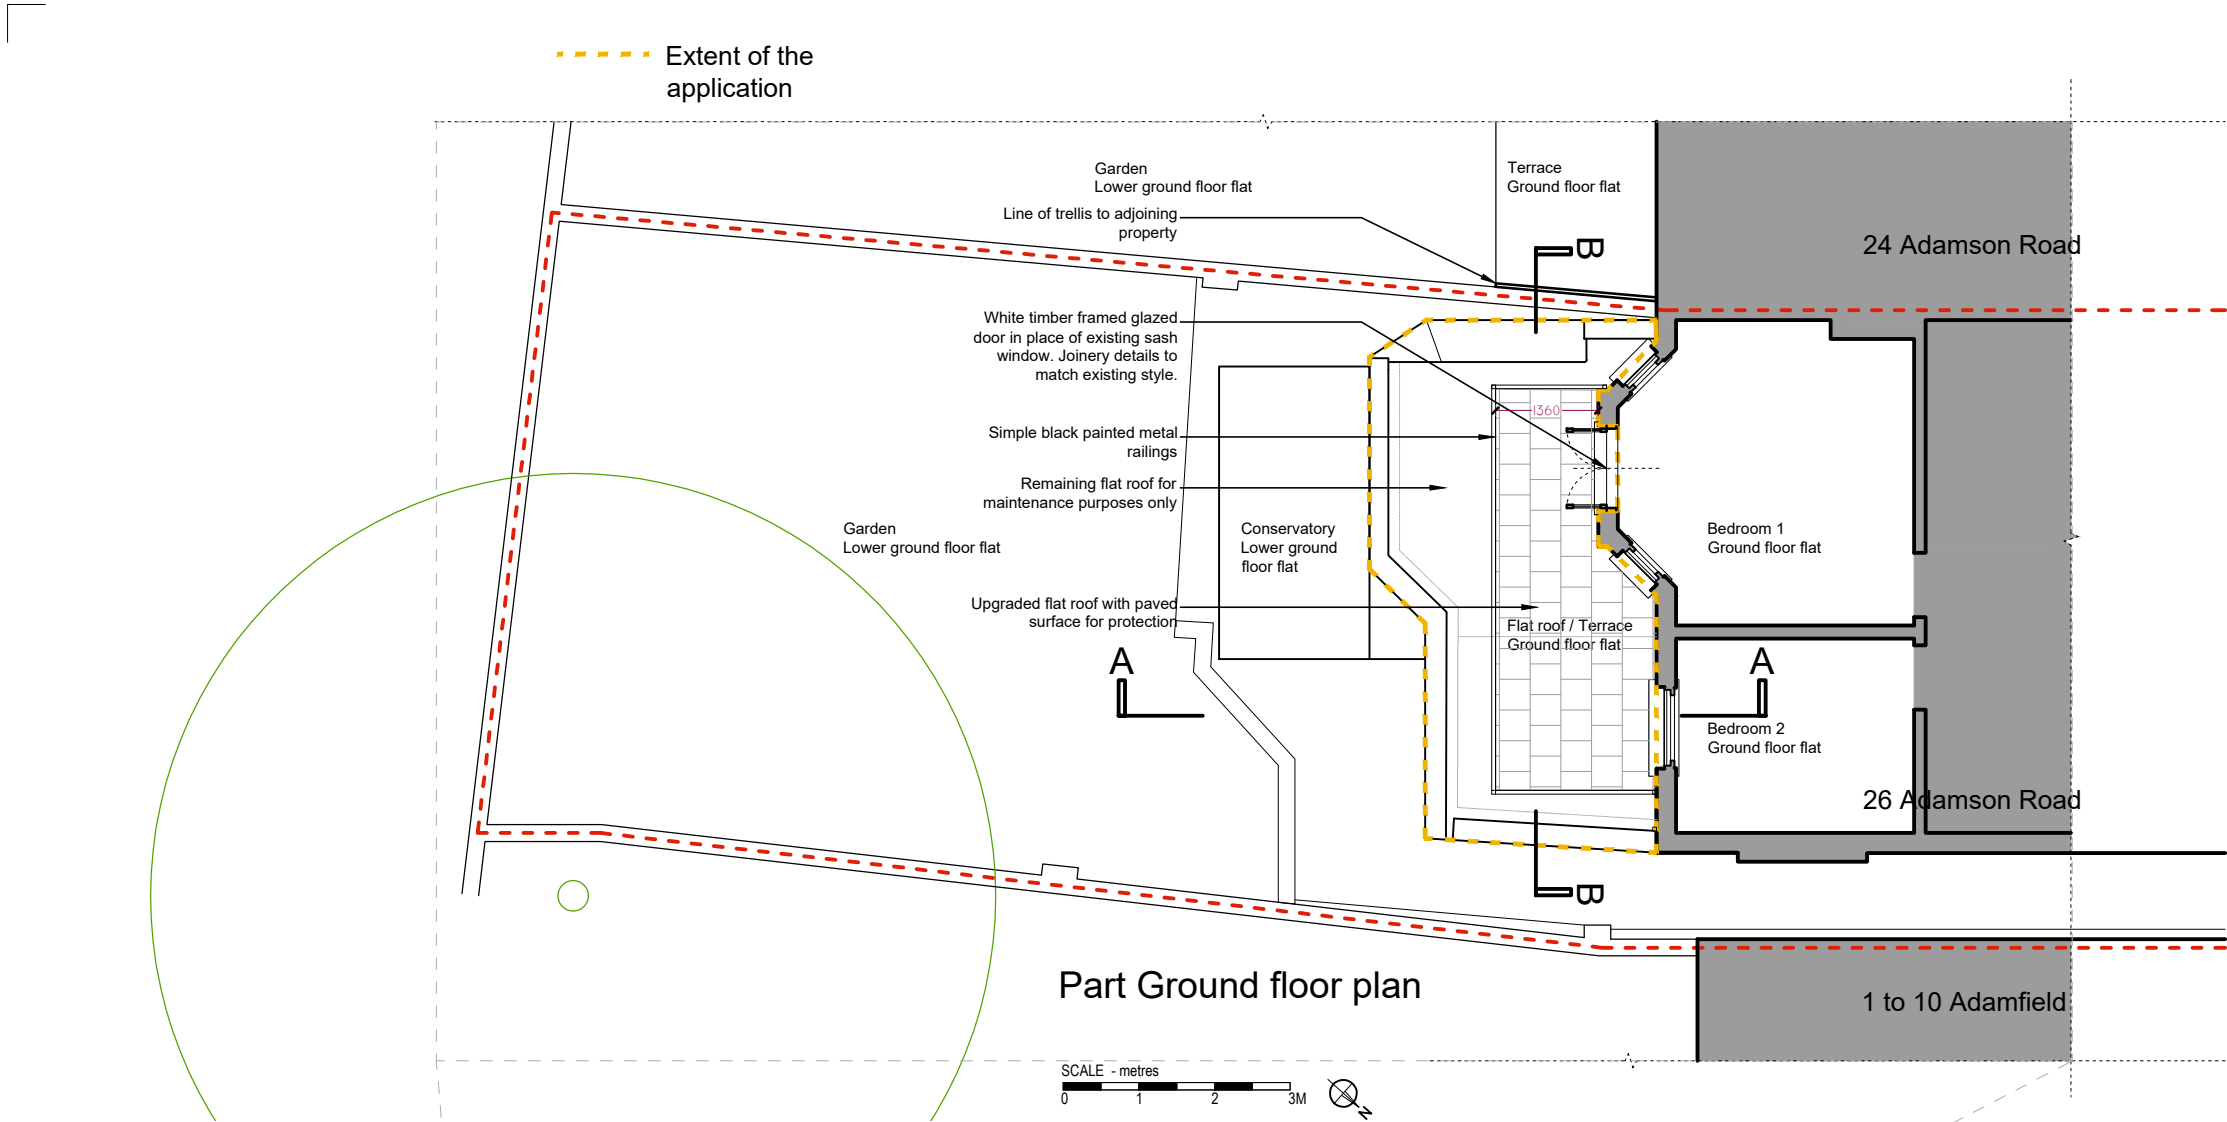 Extent of the
application
Garden
Lower ground floor flat
Terrace
Ground floor flat
Line of trellis to adjoining
property
B
24 Adamson Road
White timber framed glazed
door in place of existing sash
window. Joinery details to
match existing style.
1360
Simple black painted metal
railings
Remaining flat roof for
maintenance purposes only
Garden
Lower ground floor flat
Conservatory
Lower ground
floor flat
Bedroom 1
Ground floor flat
Upgraded flat roof with paved
surface for protection
Flat roof / Terrace
Ground floor flat
A
A
Bedroom 2
Ground floor flat
26 Adamson Road
B
Part Ground floor plan
1 to 10 Adamfield
SCALE - metres
0 1 2 3M
N